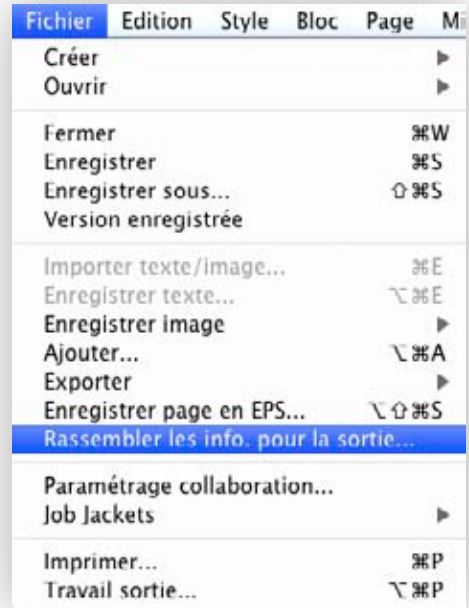 Fichier Edition Style Bloc Page M
Créer
Ouvrir
Fermer ⌘W
Enregistrer ⌘S
Enregistrer sous... ⇧⌘S
Version enregistrée
Importer texte/image... ⌘E
Enregistrer texte... ⌥⌘E
Enregistrer image
Ajouter... ⌥⌘A
Exporter
Enregistrer page en EPS... ⌥⇧⌘S
Rassembler les info. pour la sortie...
Paramétrage collaboration...
Job Jackets
Imprimer... ⌘P
Travail sortie... ⌥⌘P